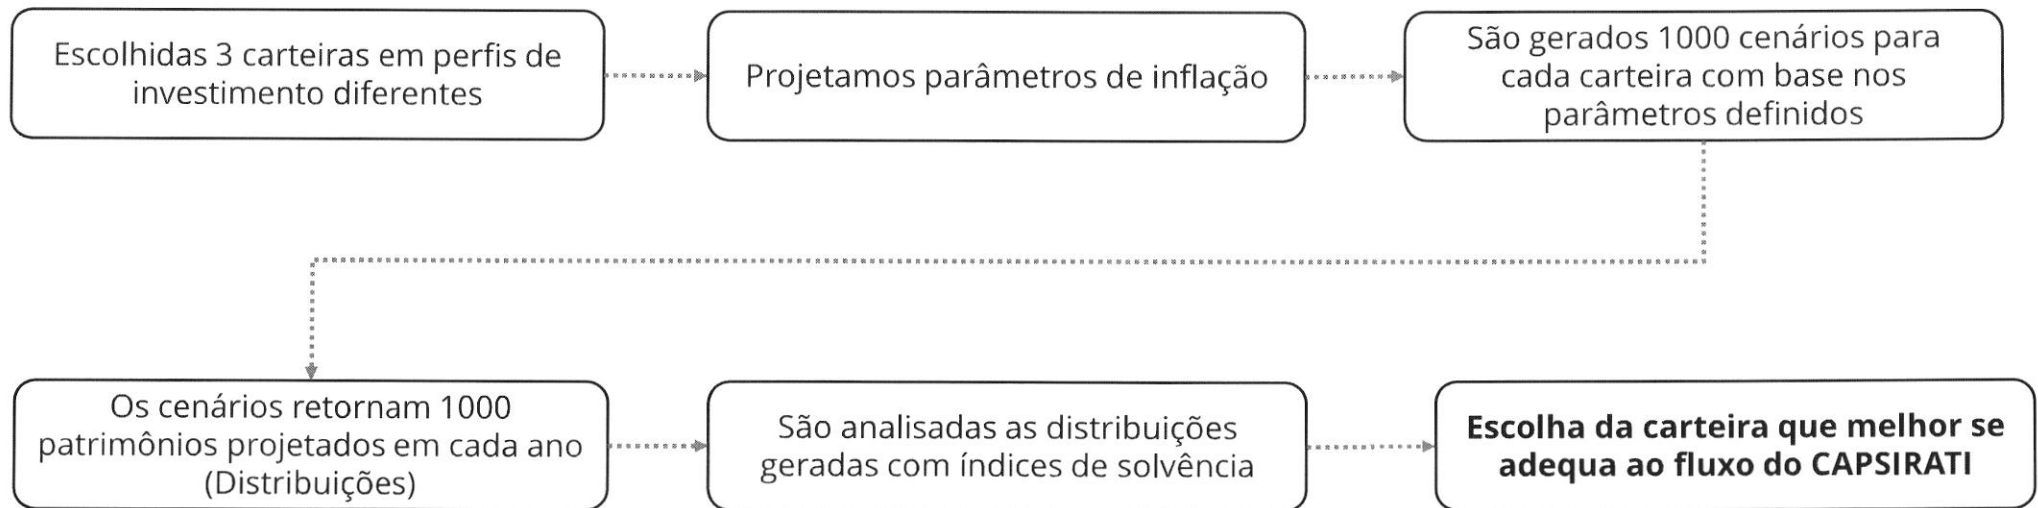 Escolhidas 3 carteiras em perfis de
investimento diferentes
Projetamos parâmetros de inflação
São gerados 1000 cenários para
cada carteira com base nos
parâmetros definidos
Os cenários retornam 1000
patrimônios projetados em cada ano
(Distribuições)
São analisadas as distribuições
geradas com índices de solvência
Escolha da carteira que melhor se
adequa ao fluxo do CAPSIRATI